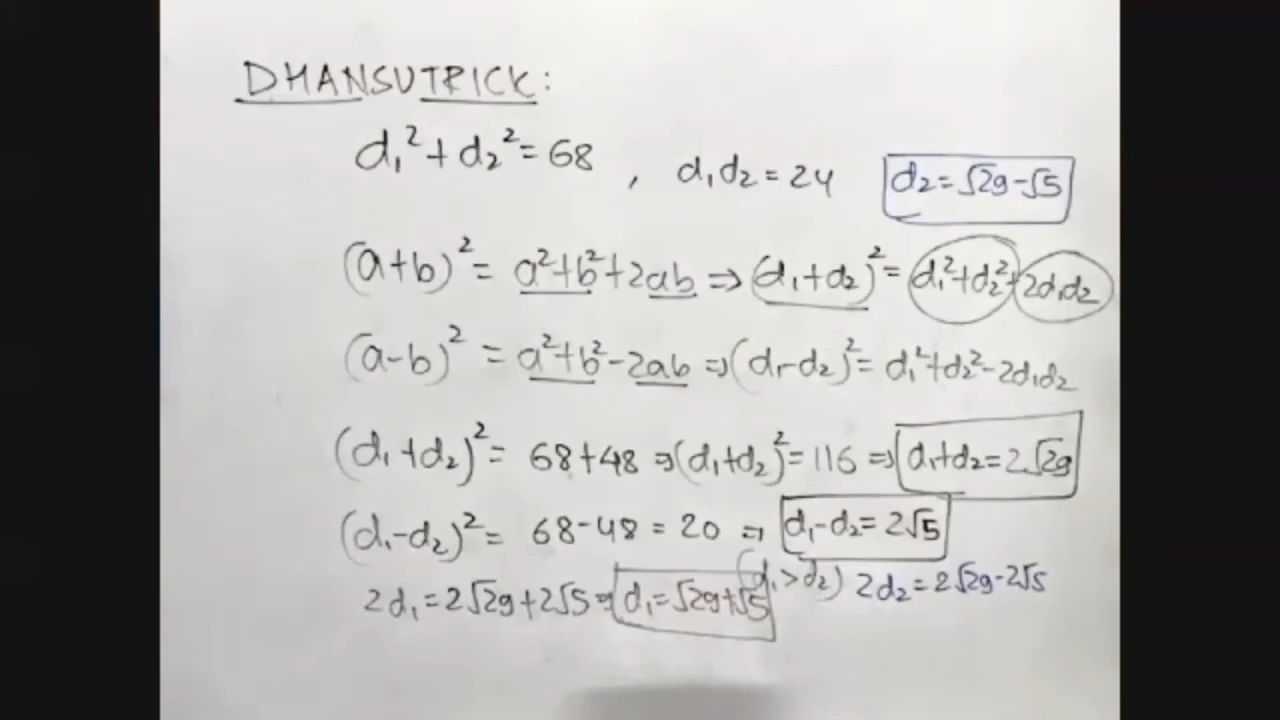 DHANSUTRICK:
d₁²+d₂²=68 , d₁d₂=24 d₂=√29-√5
(a+b)²= a²+b²+2ab ⇒ (d₁+d₂)²= d₁²+d₂²+2d₁d₂
(a-b)² = a²+b²-2ab ⇒ (d₁-d₂)²= d₁²+d₂²-2d₁d₂
(d₁+d₂)²= 68+48 ⇒ (d₁+d₂)²=116 ⇒ d₁+d₂=2√29
(d₁-d₂)²= 68-48 = 20 ⇒ d₁-d₂=2√5
2d₁=2√29+2√5 ⇒ d₁=√29+√5 (d₁>d₂) 2d₂=2√29-2√5